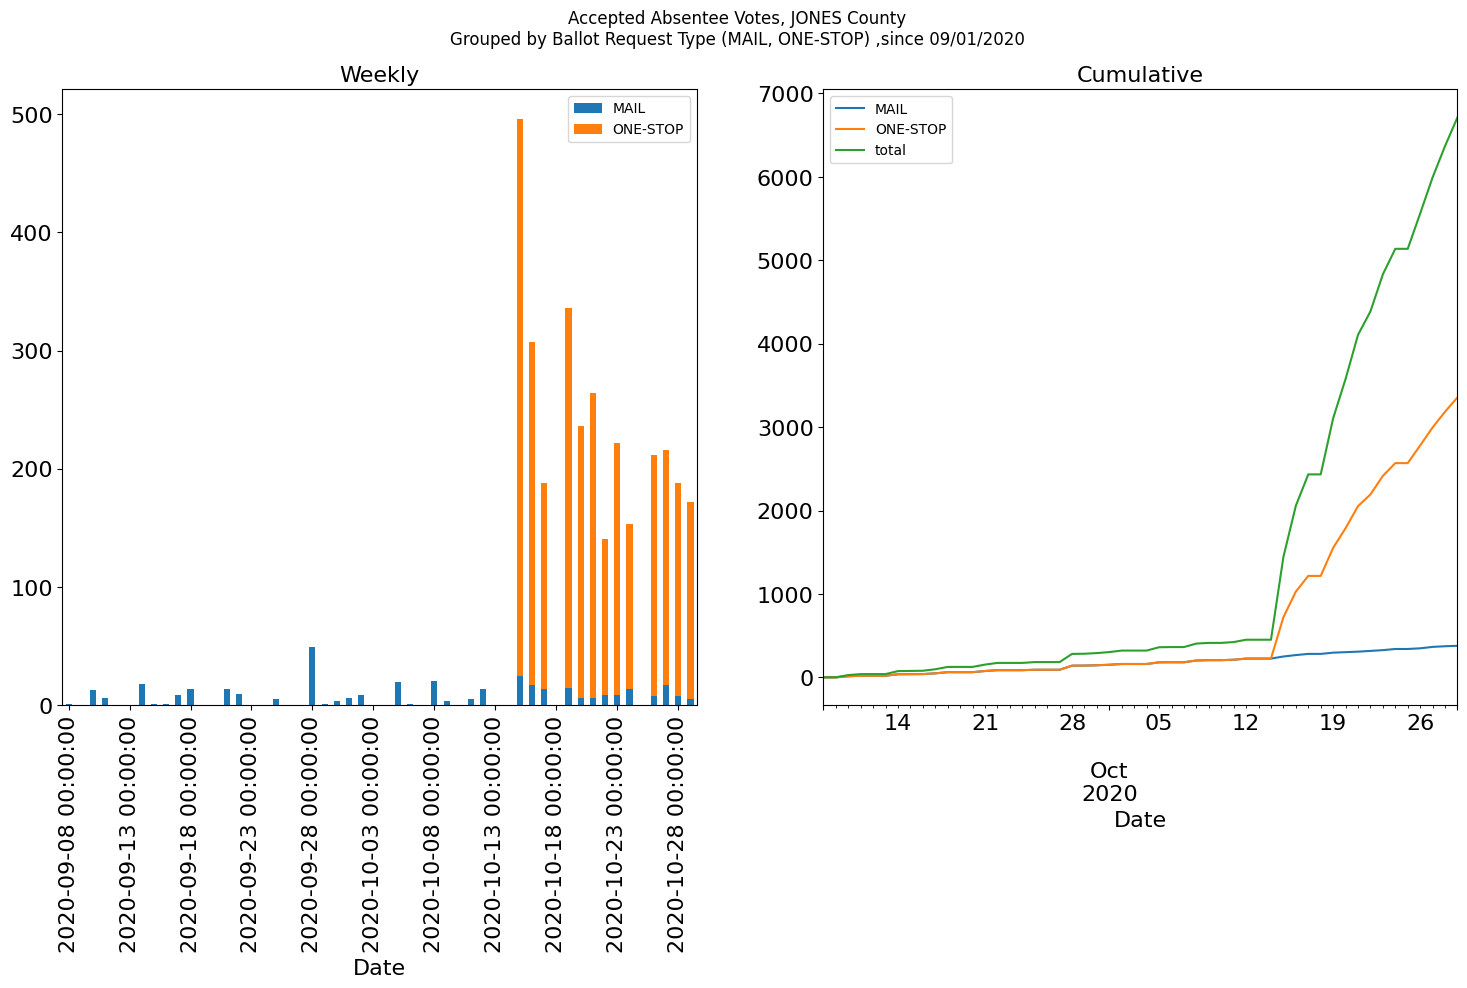 Accepted Absentee Votes, JONES County
Grouped by Ballot Request Type (MAIL, ONE-STOP) ,since 09/01/2020
Weekly
MAIL
ONE-STOP
500
400
300
200
100
0
2020-09-08 00:00:00
2020-09-13 00:00:00
2020-09-18 00:00:00
2020-09-23 00:00:00
2020-09-28 00:00:00
2020-10-03 00:00:00
2020-10-08 00:00:00
2020-10-13 00:00:00
2020-10-18 00:00:00
2020-10-23 00:00:00
2020-10-28 00:00:00
Date
Cumulative
MAIL
ONE-STOP
total
7000
6000
5000
4000
3000
2000
1000
0
14 21 28 05 12 19 26
Oct
2020
Date